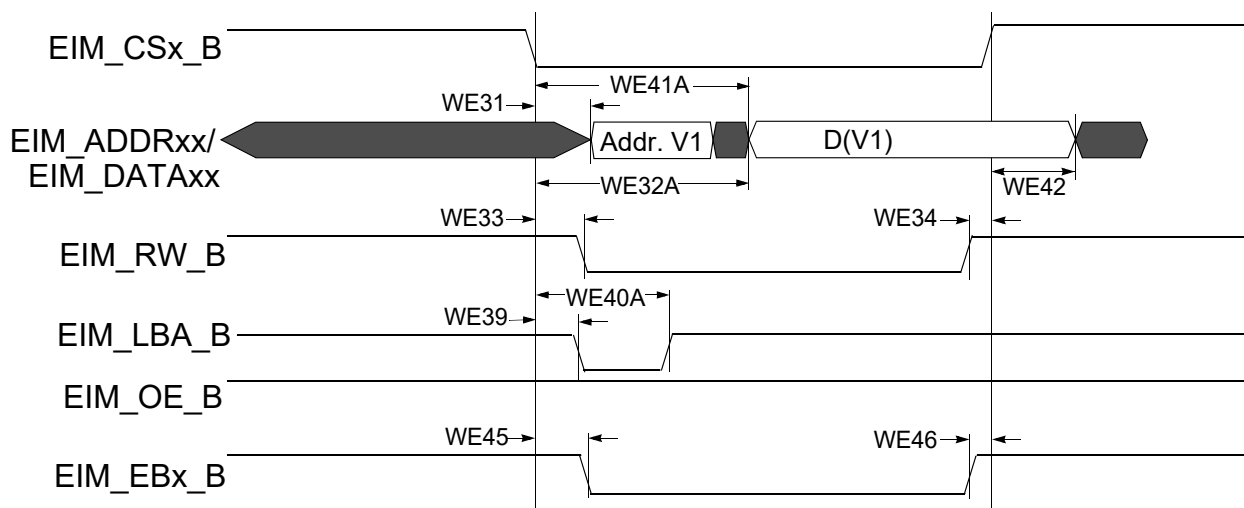 EIM_CSx_B
WE41A
WE31
EIM_ADDRxx/
EIM_DATAxx
Addr. V1
D(V1)
WE32A
WE42
WE33
WE34
EIM_RW_B
WE40A
WE39
EIM_LBA_B
EIM_OE_B
WE45
WE46
EIM_EBx_B